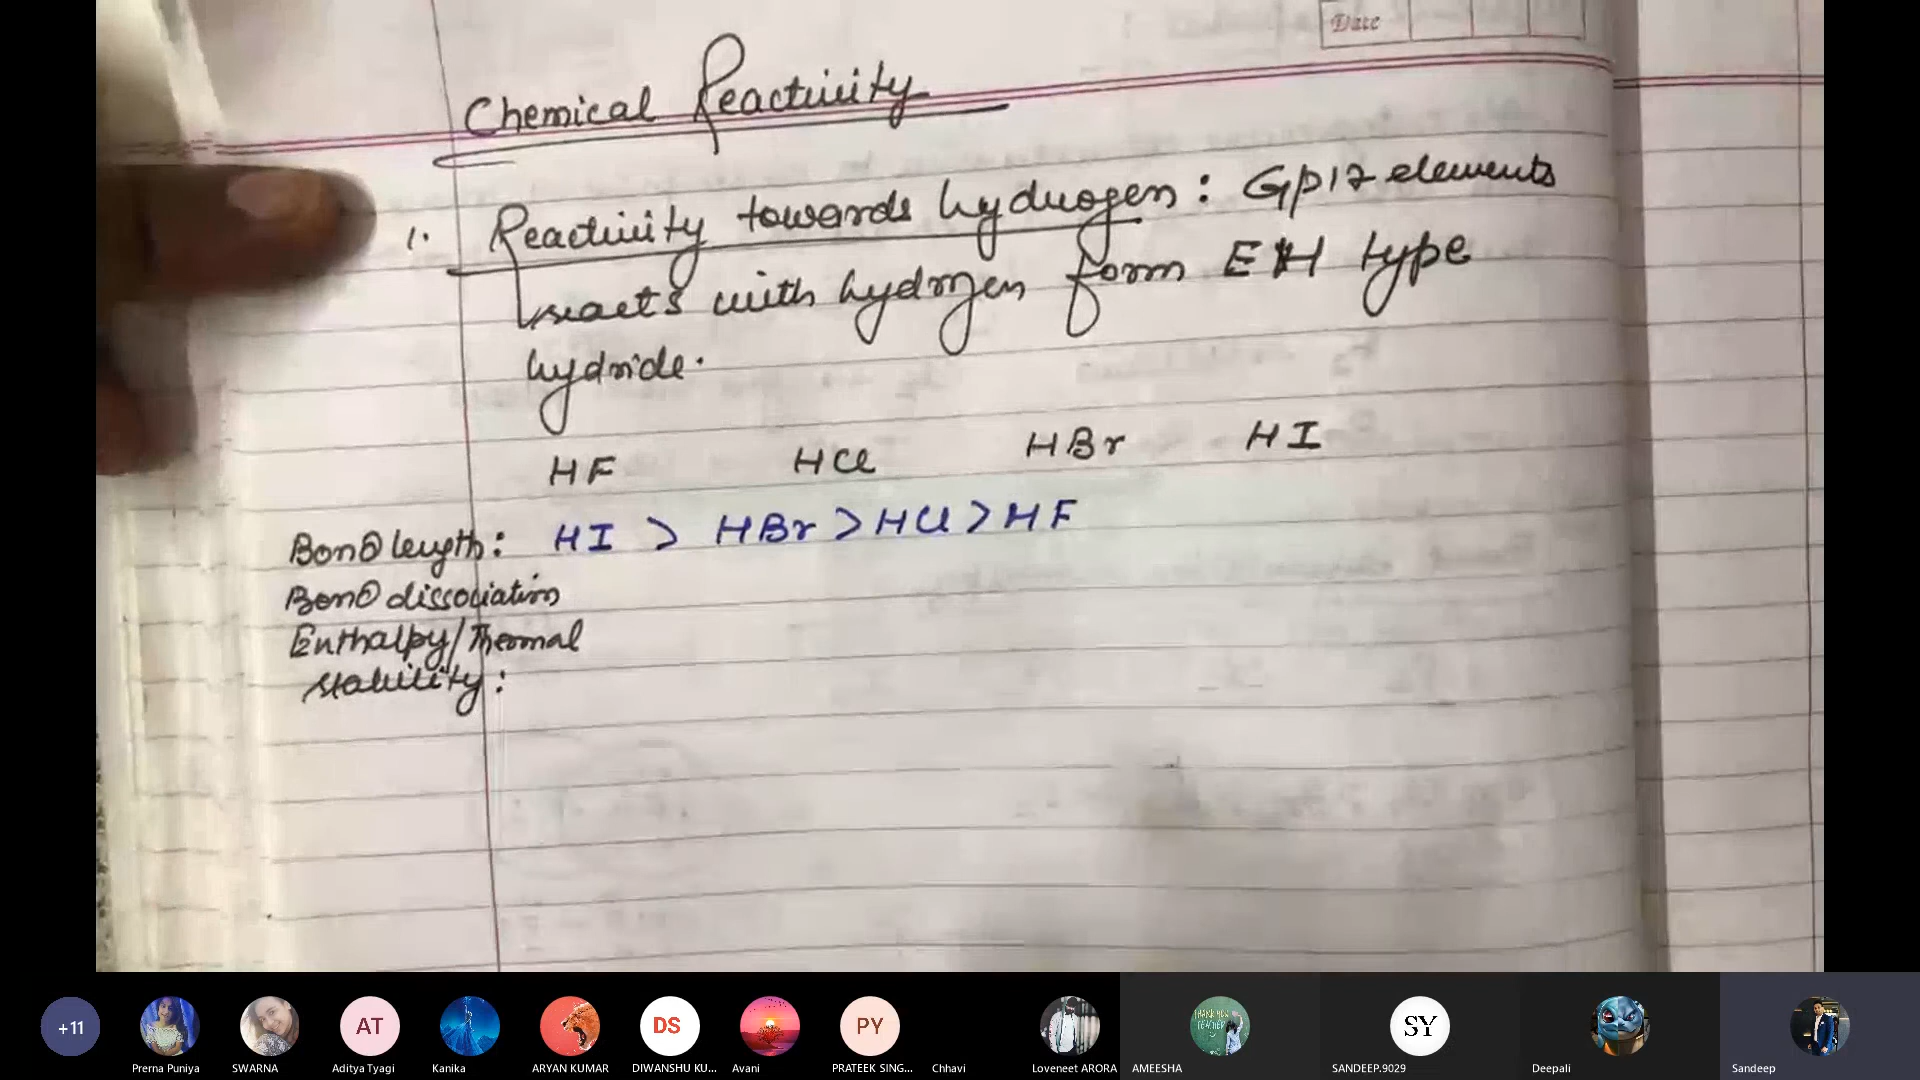 Date
Chemical Reactivity
1. Reactivity towards hydrogen: Gp17 elements
reacts with hydrogen form EH type
hydride.
HF HCl HBr HI
Bond length: HI > HBr > HCl > HF
Bond dissociation
Enthalpy/Thermal
stability:
+11
AT
DS
PY
THANK YOU TEACHER
SY
Prerna Puniya SWARNA Aditya Tyagi Kanika ARYAN KUMAR DIWANSHU KU... Avani PRATEEK SING... Chhavi Loveneet ARORA AMEESHA SANDEEP.9029 Deepali Sandeep